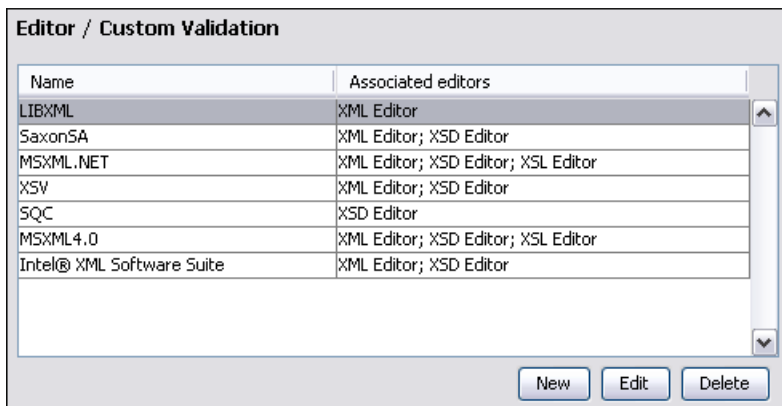 Editor / Custom Validation
Name Associated editors
LIBXML XML Editor
SaxonSA XML Editor; XSD Editor
MSXML.NET XML Editor; XSD Editor; XSL Editor
XSV XML Editor; XSD Editor
SQC XSD Editor
MSXML4.0 XML Editor; XSD Editor; XSL Editor
Intel® XML Software Suite XML Editor; XSD Editor
New Edit Delete